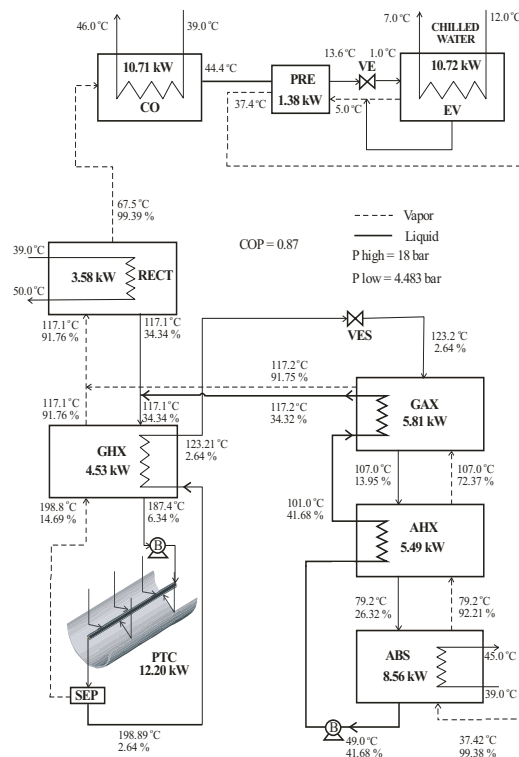 46.0°C
39.0°C
7.0°C
CHILLED
WATER
12.0°C
10.71 kW
CO
44.4°C
PRE
1.38 kW
13.6°C
VE
1.0°C
10.72 kW
EV
37.4°C
5.0°C
67.5°C
99.39 %
COP = 0.87
Vapor
Liquid
P high = 18 bar
P low = 4.483 bar
39.0°C
3.58 kW
RECT
50.0°C
117.1°C
91.76 %
117.1°C
34.34 %
VES
123.2°C
2.64 %
117.2°C
91.75 %
117.1°C
91.76 %
117.1°C
34.34 %
117.2°C
34.32 %
GAX
5.81 kW
GHX
4.53 kW
123.21°C
2.64 %
107.0°C
13.95 %
107.0°C
72.37 %
198.8°C
14.69 %
187.4°C
6.34 %
101.0°C
41.68 %
AHX
5.49 kW
B
79.2°C
26.32 %
79.2°C
92.21 %
PTC
12.20 kW
ABS
8.56 kW
45.0°C
39.0°C
SEP
198.89°C
2.64 %
B
49.0°C
41.68 %
37.42°C
99.38 %